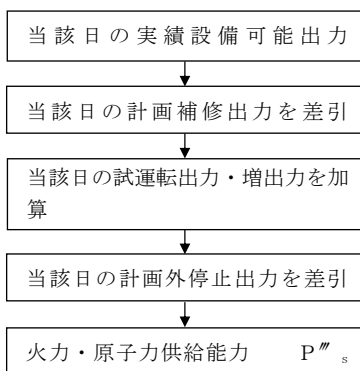 当該日の実績設備可能出力
当該日の計画補修出力を差引
当該日の試運転出力・増出力を加
算
当該日の計画外停止出力を差引
火力・原子力供給能力 P‴s